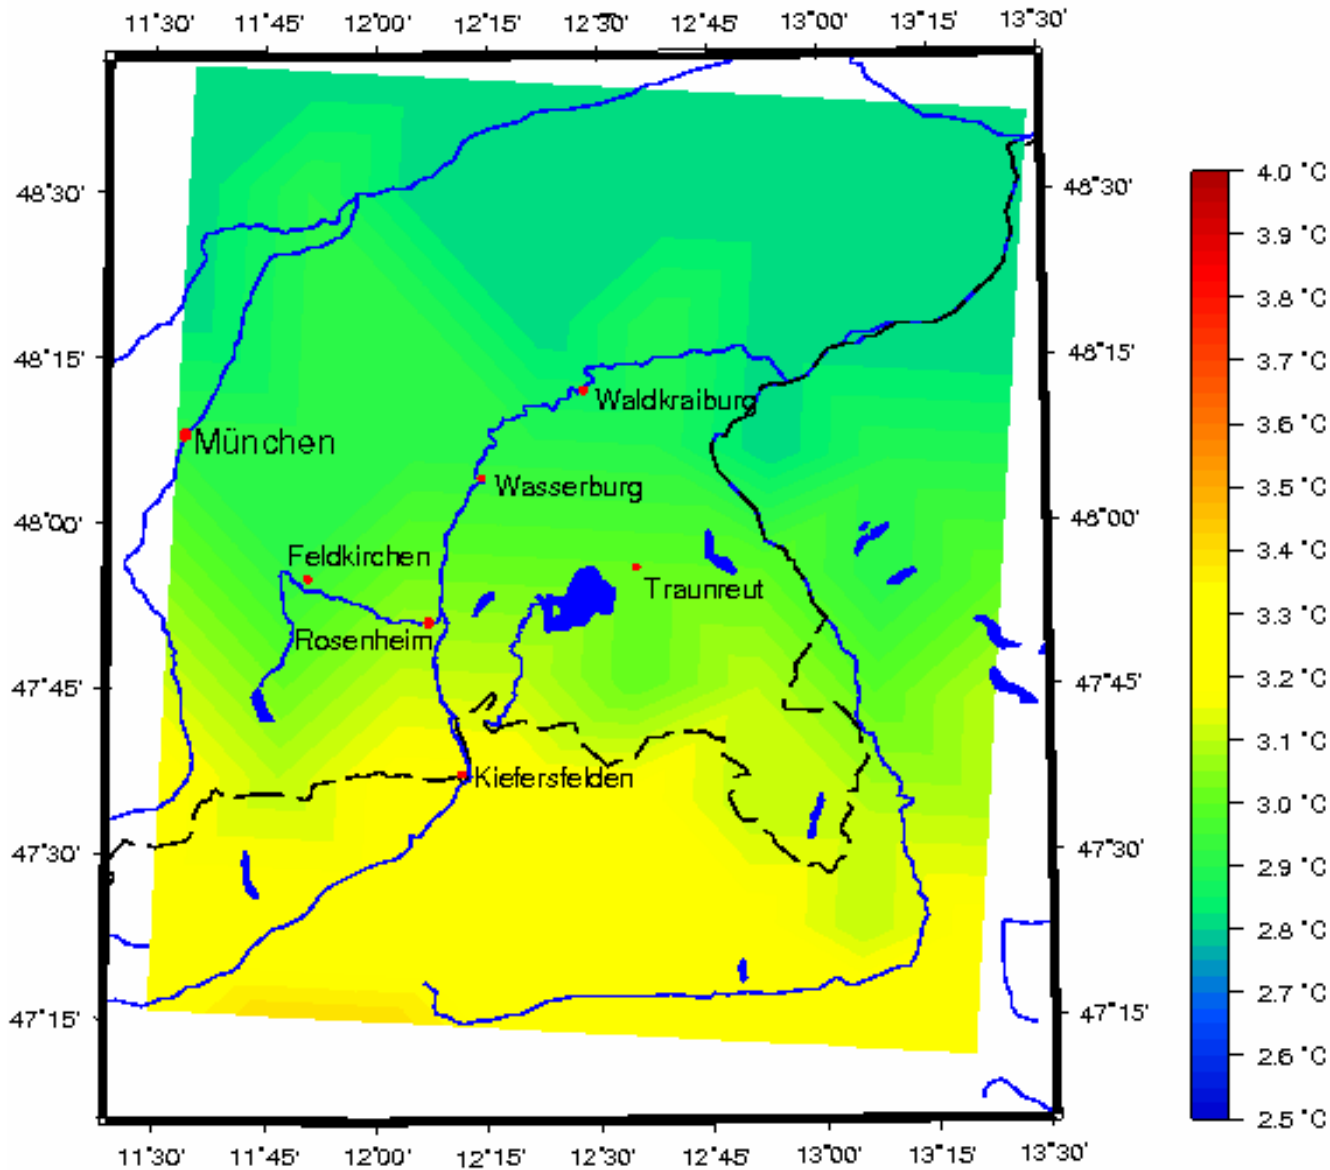 11°30' 11°45' 12°00' 12°15' 12°30' 12°45' 13°00' 13°15' 13°30'
48°30' 48°30'
48°15' 48°15'
48°00' 48°00'
47°45' 47°45'
47°30' 47°30'
47°15' 47°15'
Waldkraiburg
München
Wasserburg
Feldkirchen
Traunreut
Rosenheim
Kiefersfelden
11°30' 11°45' 12°00' 12°15' 12°30' 12°45' 13°00' 13°15' 13°30'
4.0 °C
3.9 °C
3.8 °C
3.7 °C
3.6 °C
3.5 °C
3.4 °C
3.3 °C
3.2 °C
3.1 °C
3.0 °C
2.9 °C
2.8 °C
2.7 °C
2.6 °C
2.5 °C